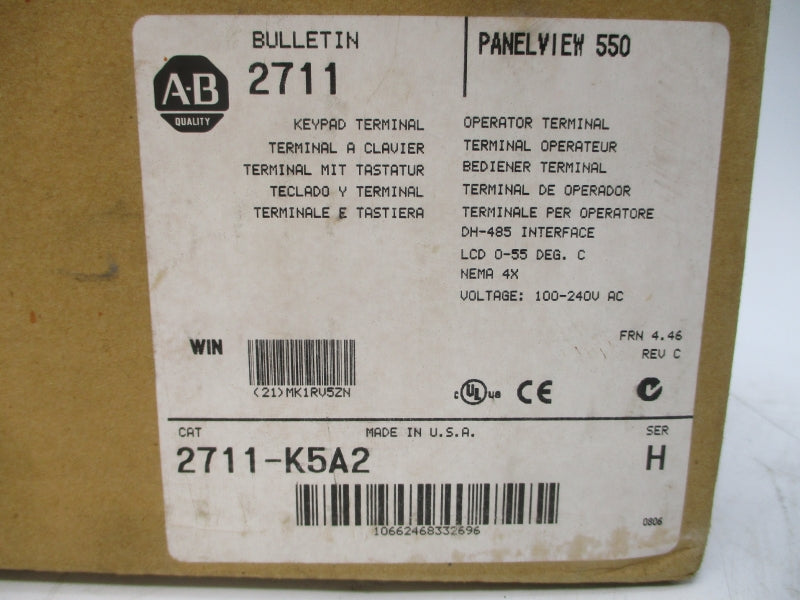 BULLETIN
2711
PANELVIEW 550
A-B
QUALITY
KEYPAD TERMINAL
TERMINAL A CLAVIER
TERMINAL MIT TASTATUR
TECLADO Y TERMINAL
TERMINALE E TASTIERA
OPERATOR TERMINAL
TERMINAL OPERATEUR
BEDIENER TERMINAL
TERMINAL DE OPERADOR
TERMINALE PER OPERATORE
DH-485 INTERFACE
LCD 0-55 DEG. C
NEMA 4X
VOLTAGE: 100-240V AC
FRN 4.46
REV C
WIN
(21)MK1RV5ZN
c UL us CE
CAT MADE IN U.S.A. SER
2711-K5A2 H
10662468332696
0806